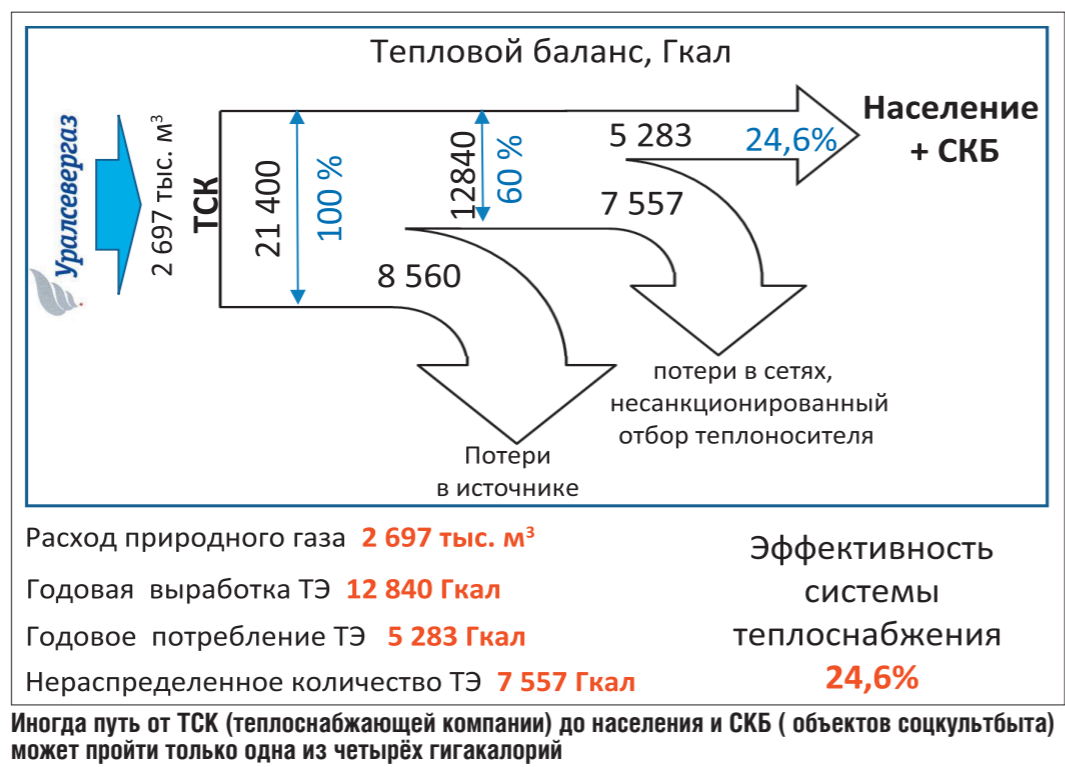 Тепловой баланс, Гкал
Уралсевергаз
2 697 тыс. м³
ТСК
21 400
100 %
12840
60 %
5 283
24,6%
Население
+ СКБ
7 557
8 560
потери в сетях,
несанкционированный
отбор теплоносителя
Потери
в источнике
Расход природного газа 2 697 тыс. м³
Годовая выработка ТЭ 12 840 Гкал
Годовое потребление ТЭ 5 283 Гкал
Нераспределенное количество ТЭ 7 557 Гкал
Эффективность
системы
теплоснабжения
24,6%
Иногда путь от ТСК (теплоснабжающей компании) до населения и СКБ ( объектов соцкультбыта)
может пройти только одна из четырёх гигакалорий